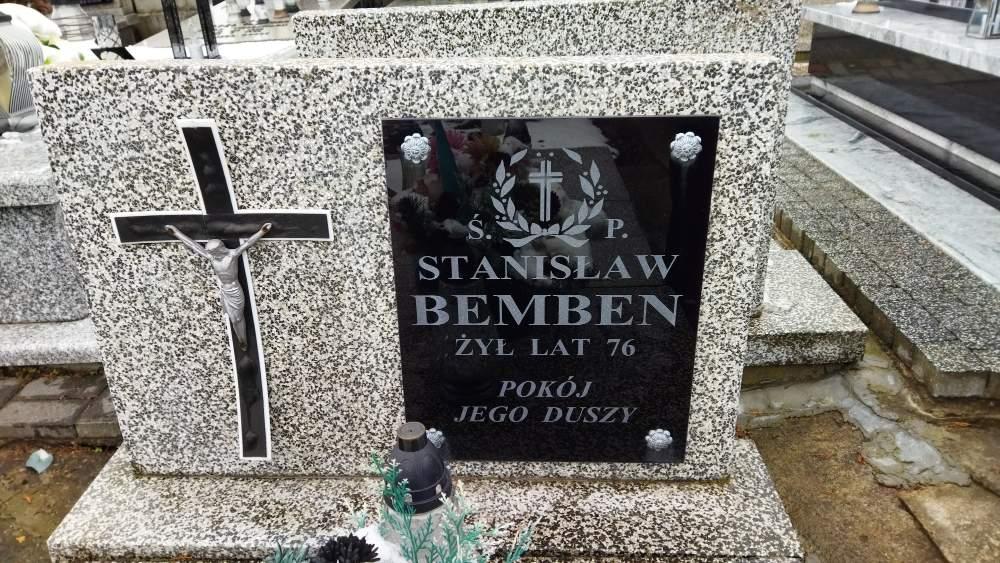 Ś. P.
STANISŁAW
BEMBEN
ŻYŁ LAT 76
POKÓJ
JEGO DUSZY